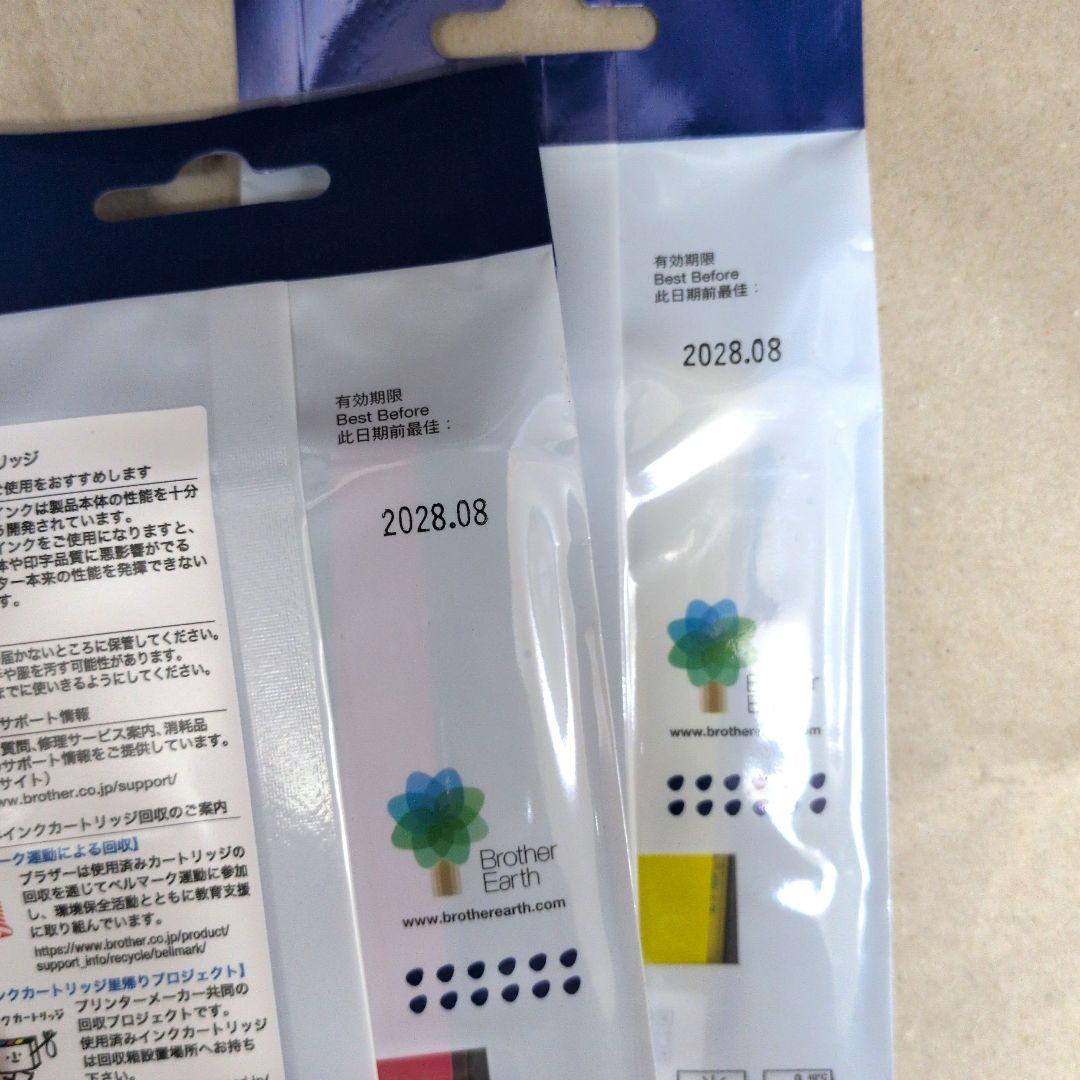 有効期限
Best Before
此日期前最佳：
2028.08
Brother
Earth
www.brotherearth.com
有効期限
Best Before
此日期前最佳：
2028.08
www.brother
リッジ
使用をおすすめします
インクは製品本体の性能を十分
開発されています。
インクをご使用になりますと、
体や印字品質に悪影響がでる
ター本来の性能を発揮できない
す。
届かないところに保管してください。
や服を汚す可能性があります。
までに使いきるようにしてください。
サポート情報
質問、修理サービス案内、消耗品
のサポート情報をご提供しています。
サイト）
ww.brother.co.jp/support/
インクカートリッジ回収のご案内
ーク運動による回収】
ブラザーは使用済みカートリッジの
回収を通じてベルマーク運動に参加
し、環境保全活動とともに教育支援
に取り組んでいます。
https://www.brother.co.jp/product/
support_info/recycle/bellmark/
ンクカートリッジ里帰りプロジェクト】
プリンターメーカー共同の
回収プロジェクトです。
使用済みインクカートリッジ
は回収箱設置場所へお持ち
下さい。
クカートリッジ